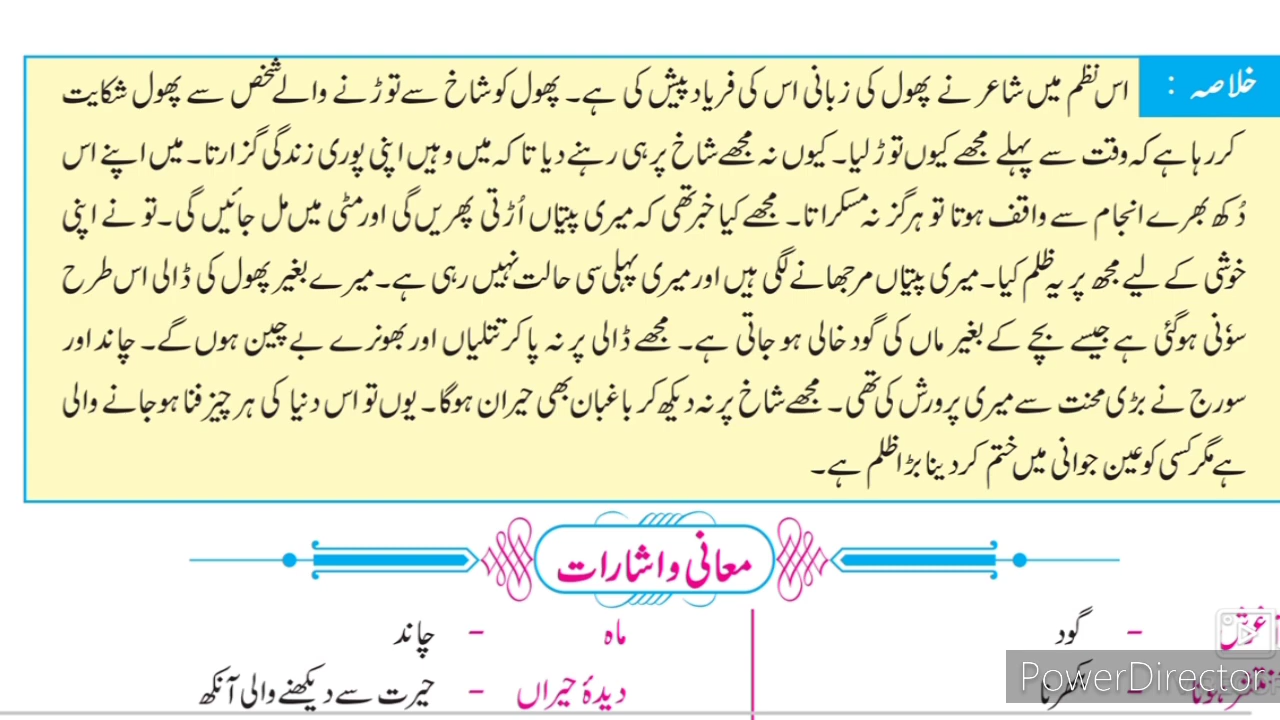 خلاصہ : اس نظم میں شاعر نے پھول کی زبانی اس کی فریاد پیش کی ہے۔ پھول کو شاخ سے توڑنے والے شخص سے پھول شکایت
کر رہا ہے کہ وقت سے پہلے مجھے کیوں توڑ لیا۔ کیوں نہ مجھے شاخ پر ہی رہنے دیا تا کہ میں وہیں اپنی پوری زندگی گزارتا۔ میں اپنے اس
دُکھ بھرے انجام سے واقف ہوتا تو ہرگز نہ مسکراتا۔ مجھے کیا خبر تھی کہ میری پتیاں اُڑتی پھریں گی اور مٹی میں مل جائیں گی۔ تو نے اپنی
خوشی کے لیے مجھ پر یہ ظلم کیا۔ میری پتیاں مرجھانے لگی ہیں اور میری پہلی سی حالت نہیں رہی ہے۔ میرے بغیر پھول کی ڈالی اس طرح
سوٗنی ہوگئی ہے جیسے بچے کے بغیر ماں کی گود خالی ہو جاتی ہے۔ مجھے ڈالی پر نہ پا کر تتلیاں اور بھونرے بے چین ہوں گے۔ چاند اور
سورج نے بڑی محنت سے میری پرورش کی تھی۔ مجھے شاخ پر نہ دیکھ کر باغبان بھی حیران ہوگا۔ یوں تو اس دنیا کی ہر چیز فنا ہو جانے والی
ہے مگر کسی کو عین جوانی میں ختم کر دینا بڑا ظلم ہے۔
معانی و اشارات
آغوش - گود
ہونا - بکھرنا
ماہ - چاند
دیدۂ حیراں - حیرت سے دیکھنے والی آنکھ
PowerDirector